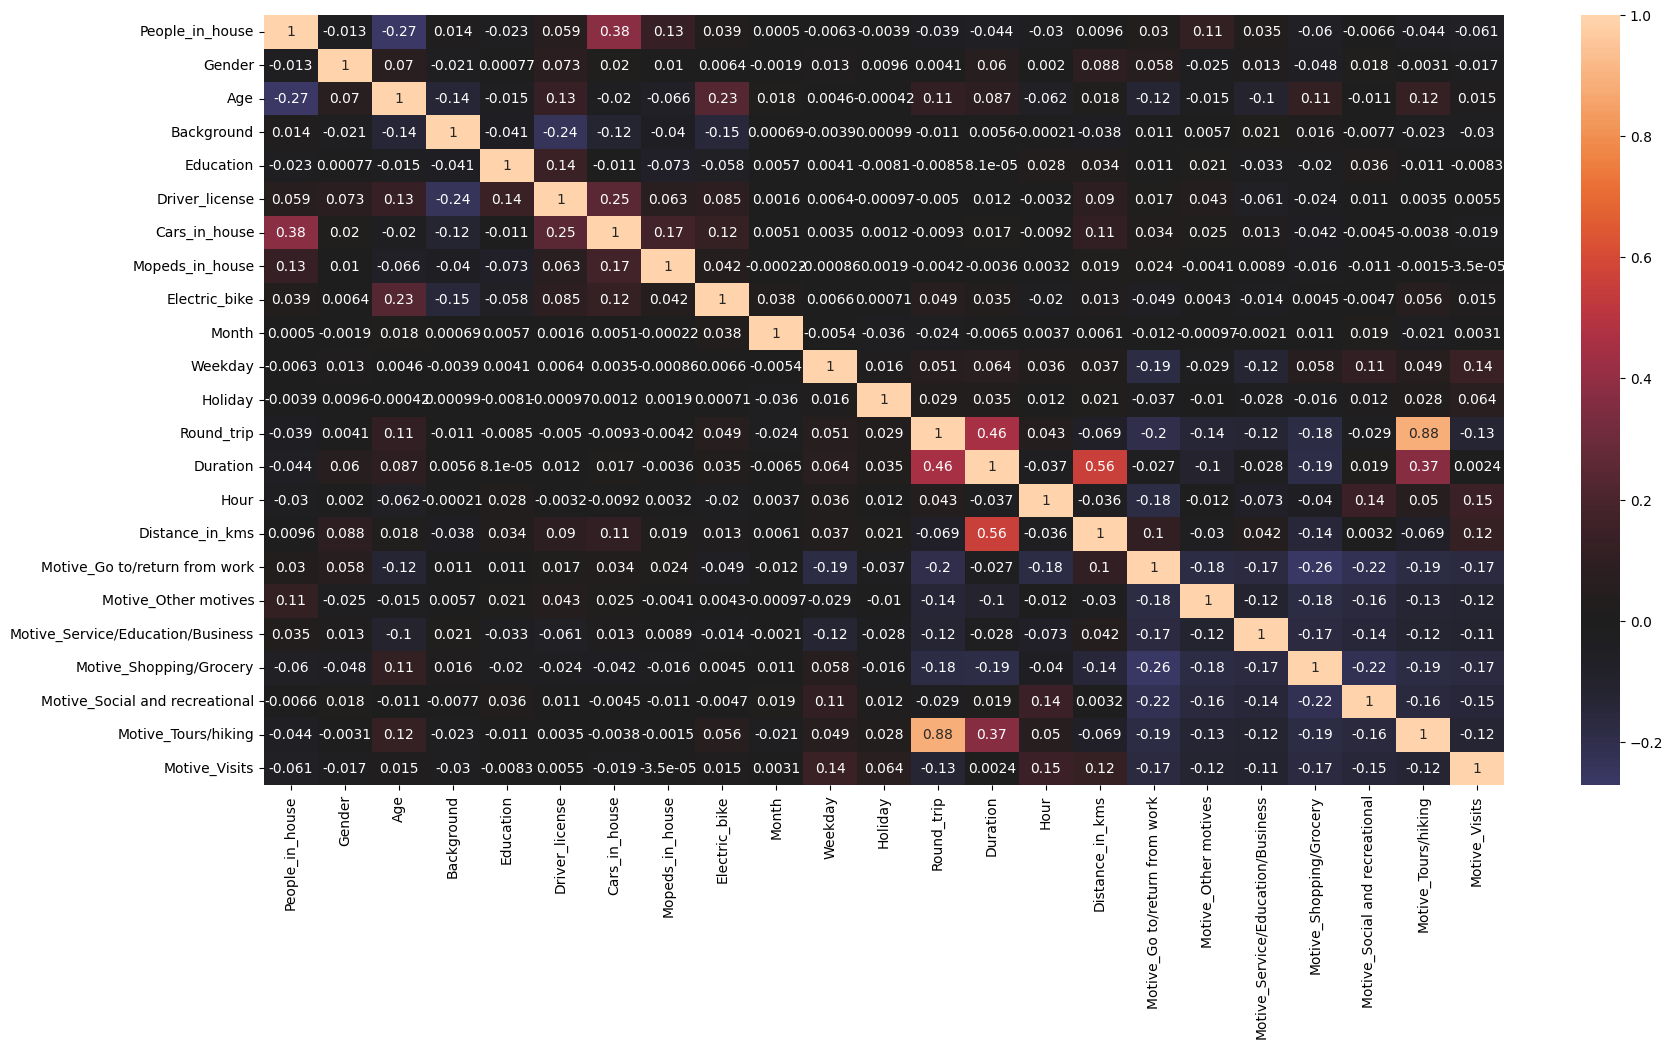 People_in_house 1 -0.013 -0.27 0.014 -0.023 0.059 0.38 0.13 0.039 0.0005 -0.0063 -0.0039 -0.039 -0.044 -0.03 0.0096 0.03 0.11 0.035 -0.06 -0.0066 -0.044 -0.061
Gender -0.013 1 0.07 -0.021 0.00077 0.073 0.02 0.01 0.0064 -0.0019 0.013 0.0096 0.0041 0.06 0.002 0.088 0.058 -0.025 0.013 -0.048 0.018 -0.0031 -0.017
Age -0.27 0.07 1 -0.14 -0.015 0.13 -0.02 -0.066 0.23 0.018 0.0046 -0.00042 0.11 0.087 -0.062 0.018 -0.12 -0.015 -0.1 0.11 -0.011 0.12 0.015
Background 0.014 -0.021 -0.14 1 -0.041 -0.24 -0.12 -0.04 -0.15 0.00069 -0.0039 0.00099 -0.011 0.0056 -0.00021 -0.038 0.011 0.0057 0.021 0.016 -0.0077 -0.023 -0.03
Education -0.023 0.00077 -0.015 -0.041 1 0.14 -0.011 -0.073 -0.058 0.0057 0.0041 -0.0081 -0.0085 8.1e-05 0.028 0.034 0.011 0.021 -0.033 -0.02 0.036 -0.011 -0.0083
Driver_license 0.059 0.073 0.13 -0.24 0.14 1 0.25 0.063 0.085 0.0016 0.0064 -0.00097 -0.005 0.012 -0.0032 0.09 0.017 0.043 -0.061 -0.024 0.011 0.0035 0.0055
Cars_in_house 0.38 0.02 -0.02 -0.12 -0.011 0.25 1 0.17 0.12 0.0051 0.0035 0.0012 -0.0093 0.017 -0.0092 0.11 0.034 0.025 0.013 -0.042 -0.0045 -0.0038 -0.019
Mopeds_in_house 0.13 0.01 -0.066 -0.04 -0.073 0.063 0.17 1 0.042 -0.00022 -0.00086 0.0019 -0.0042 -0.0036 0.0032 0.019 0.024 -0.0041 0.0089 -0.016 -0.011 -0.0015 -3.5e-05
Electric_bike 0.039 0.0064 0.23 -0.15 -0.058 0.085 0.12 0.042 1 0.038 0.0066 0.00071 0.049 0.035 -0.02 0.013 -0.049 0.0043 -0.014 0.0045 -0.0047 0.056 0.015
Month 0.0005 -0.0019 0.018 0.00069 0.0057 0.0016 0.0051 -0.00022 0.038 1 -0.0054 -0.036 -0.024 -0.0065 0.0037 0.0061 -0.012 -0.00097 -0.0021 0.011 0.019 -0.021 0.0031
Weekday -0.0063 0.013 0.0046 -0.0039 0.0041 0.0064 0.0035 -0.00086 0.0066 -0.0054 1 0.016 0.051 0.064 0.036 0.037 -0.19 -0.029 -0.12 0.058 0.11 0.049 0.14
Holiday -0.0039 0.0096 -0.00042 0.00099 -0.0081 -0.00097 0.0012 0.0019 0.00071 -0.036 0.016 1 0.029 0.035 0.012 0.021 -0.037 -0.01 -0.028 -0.016 0.012 0.028 0.064
Round_trip -0.039 0.0041 0.11 -0.011 -0.0085 -0.005 -0.0093 -0.0042 0.049 -0.024 0.051 0.029 1 0.46 0.043 -0.069 -0.2 -0.14 -0.12 -0.18 -0.029 0.88 -0.13
Duration -0.044 0.06 0.087 0.0056 8.1e-05 0.012 0.017 -0.0036 0.035 -0.0065 0.064 0.035 0.46 1 -0.037 0.56 -0.027 -0.1 -0.028 -0.19 0.019 0.37 0.0024
Hour -0.03 0.002 -0.062 -0.00021 0.028 -0.0032 -0.0092 0.0032 -0.02 0.0037 0.036 0.012 0.043 -0.037 1 -0.036 -0.18 -0.012 -0.073 -0.04 0.14 0.05 0.15
Distance_in_kms 0.0096 0.088 0.018 -0.038 0.034 0.09 0.11 0.019 0.013 0.0061 0.037 0.021 -0.069 0.56 -0.036 1 0.1 -0.03 0.042 -0.14 0.0032 -0.069 0.12
Motive_Go to/return from work 0.03 0.058 -0.12 0.011 0.011 0.017 0.034 0.024 -0.049 -0.012 -0.19 -0.037 -0.2 -0.027 -0.18 0.1 1 -0.18 -0.17 -0.26 -0.22 -0.19 -0.17
Motive_Other motives 0.11 -0.025 -0.015 0.0057 0.021 0.043 0.025 -0.0041 0.0043 -0.00097 -0.029 -0.01 -0.14 -0.1 -0.012 -0.03 -0.18 1 -0.12 -0.18 -0.16 -0.13 -0.12
Motive_Service/Education/Business 0.035 0.013 -0.1 0.021 -0.033 -0.061 0.013 0.0089 -0.014 -0.0021 -0.12 -0.028 -0.12 -0.028 -0.073 0.042 -0.17 -0.12 1 -0.17 -0.14 -0.12 -0.11
Motive_Shopping/Grocery -0.06 -0.048 0.11 0.016 -0.02 -0.024 -0.042 -0.016 0.0045 0.011 0.058 -0.016 -0.18 -0.19 -0.04 -0.14 -0.26 -0.18 -0.17 1 -0.22 -0.19 -0.17
Motive_Social and recreational -0.0066 0.018 -0.011 -0.0077 0.036 0.011 -0.0045 -0.011 -0.0047 0.019 0.11 0.012 -0.029 0.019 0.14 0.0032 -0.22 -0.16 -0.14 -0.22 1 -0.16 -0.15
Motive_Tours/hiking -0.044 -0.0031 0.12 -0.023 -0.011 0.0035 -0.0038 -0.0015 0.056 -0.021 0.049 0.028 0.88 0.37 0.05 -0.069 -0.19 -0.13 -0.12 -0.19 -0.16 1 -0.12
Motive_Visits -0.061 -0.017 0.015 -0.03 -0.0083 0.0055 -0.019 -3.5e-05 0.015 0.0031 0.14 0.064 -0.13 0.0024 0.15 0.12 -0.17 -0.12 -0.11 -0.17 -0.15 -0.12 1
People_in_house
Gender
Age
Background
Education
Driver_license
Cars_in_house
Mopeds_in_house
Electric_bike
Month
Weekday
Holiday
Round_trip
Duration
Hour
Distance_in_kms
Motive_Go to/return from work
Motive_Other motives
Motive_Service/Education/Business
Motive_Shopping/Grocery
Motive_Social and recreational
Motive_Tours/hiking
Motive_Visits
1.0
0.8
0.6
0.4
0.2
0.0
−0.2